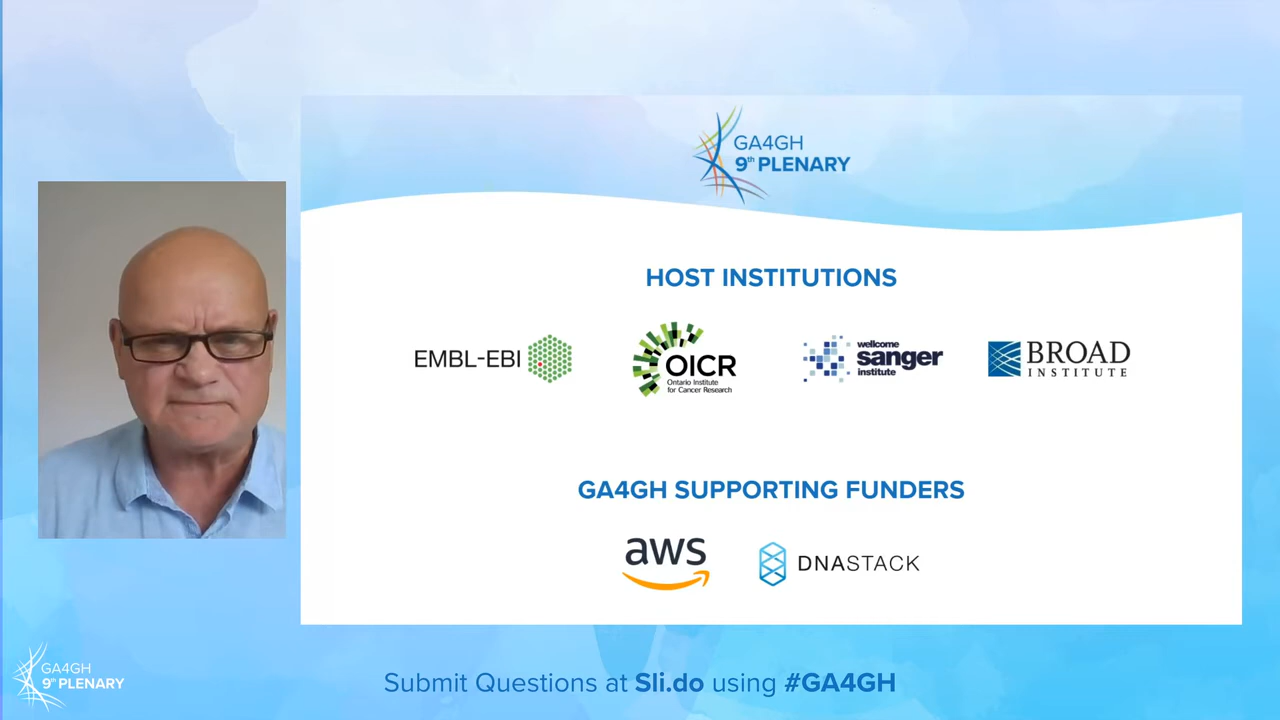 GA4GH
9th PLENARY
HOST INSTITUTIONS
EMBL-EBI
OICR
Ontario Institute
for Cancer Research
wellcome
sanger
institute
BROAD
INSTITUTE
GA4GH SUPPORTING FUNDERS
aws
DNASTACK
GA4GH
9th PLENARY
Submit Questions at Sli.do using #GA4GH